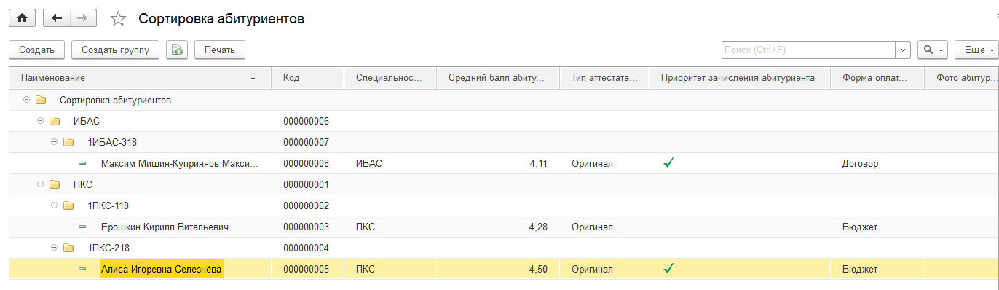 Сортировка абитуриентов
Создать Создать группу Печать Поиск (Ctrl+F) × Еще
Наименование ↓ Код Специальнос... Средний балл абиту... Тип аттестата... Приоритет зачисления абитуриента Форма оплат... Фото абитур...
Сортировка абитуриентов
ИБАС 000000006
1ИБАС-318 000000007
Максим Мишин-Куприянов Макси... 000000008 ИБАС 4,11 Оригинал ✓ Договор
ПКС 000000001
1ПКС-118 000000002
Ерошкин Кирилл Витальевич 000000003 ПКС 4,28 Оригинал Бюджет
1ПКС-218 000000004
Алиса Игоревна Селезнёва 000000005 ПКС 4,50 Оригинал ✓ Бюджет